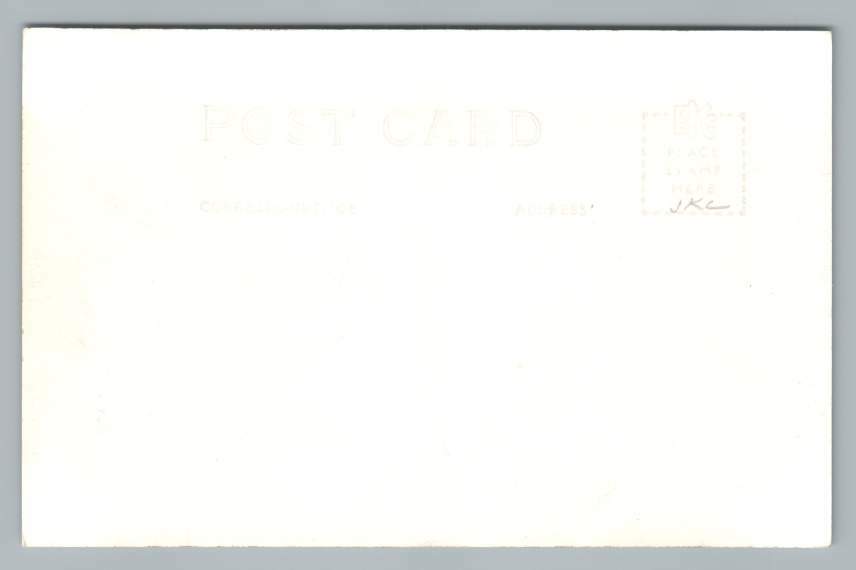 POST CARD
PLACE
STAMP
HERE
JKC
CORRESPONDENCE
ADDRESS